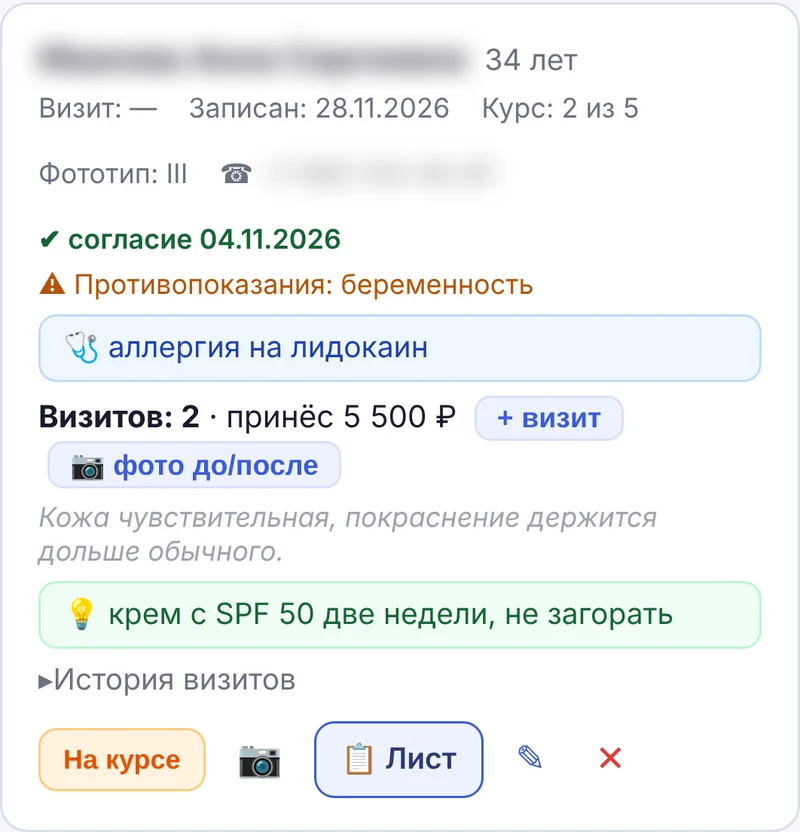 34 лет
Визит: — Записан: 28.11.2026 Курс: 2 из 5
Фототип: III ☎
✔ согласие 04.11.2026
⚠ Противопоказания: беременность
🩺 аллергия на лидокаин
Визитов: 2 · принёс 5 500 ₽ + визит
📷 фото до/после
Кожа чувствительная, покраснение держится
дольше обычного.
💡 крем с SPF 50 две недели, не загорать
▸История визитов
На курсе 📷 📋 Лист ✎ ✕